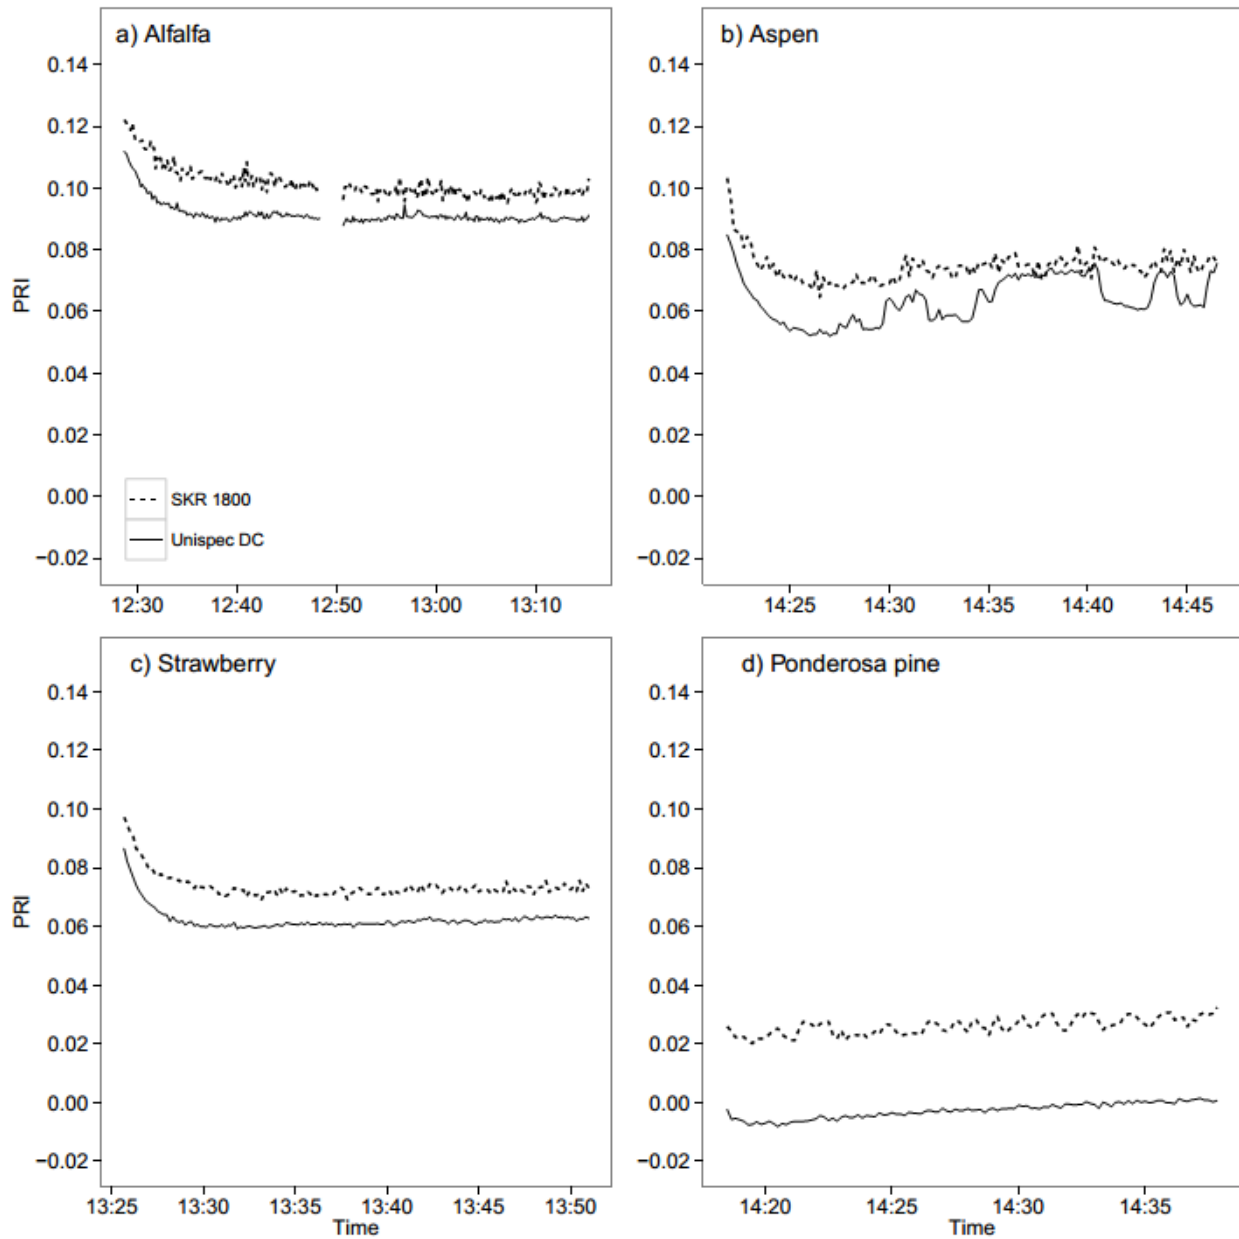 a) Alfalfa
0.14
0.12
0.10
0.08
0.06
0.04
0.02
0.00
−0.02
PRI
SKR 1800
Unispec DC
12:30 12:40 12:50 13:00 13:10
b) Aspen
0.14
0.12
0.10
0.08
0.06
0.04
0.02
0.00
−0.02
14:25 14:30 14:35 14:40 14:45
c) Strawberry
0.14
0.12
0.10
0.08
0.06
0.04
0.02
0.00
−0.02
PRI
13:25 13:30 13:35 13:40 13:45 13:50
Time
d) Ponderosa pine
0.14
0.12
0.10
0.08
0.06
0.04
0.02
0.00
−0.02
14:20 14:25 14:30 14:35
Time